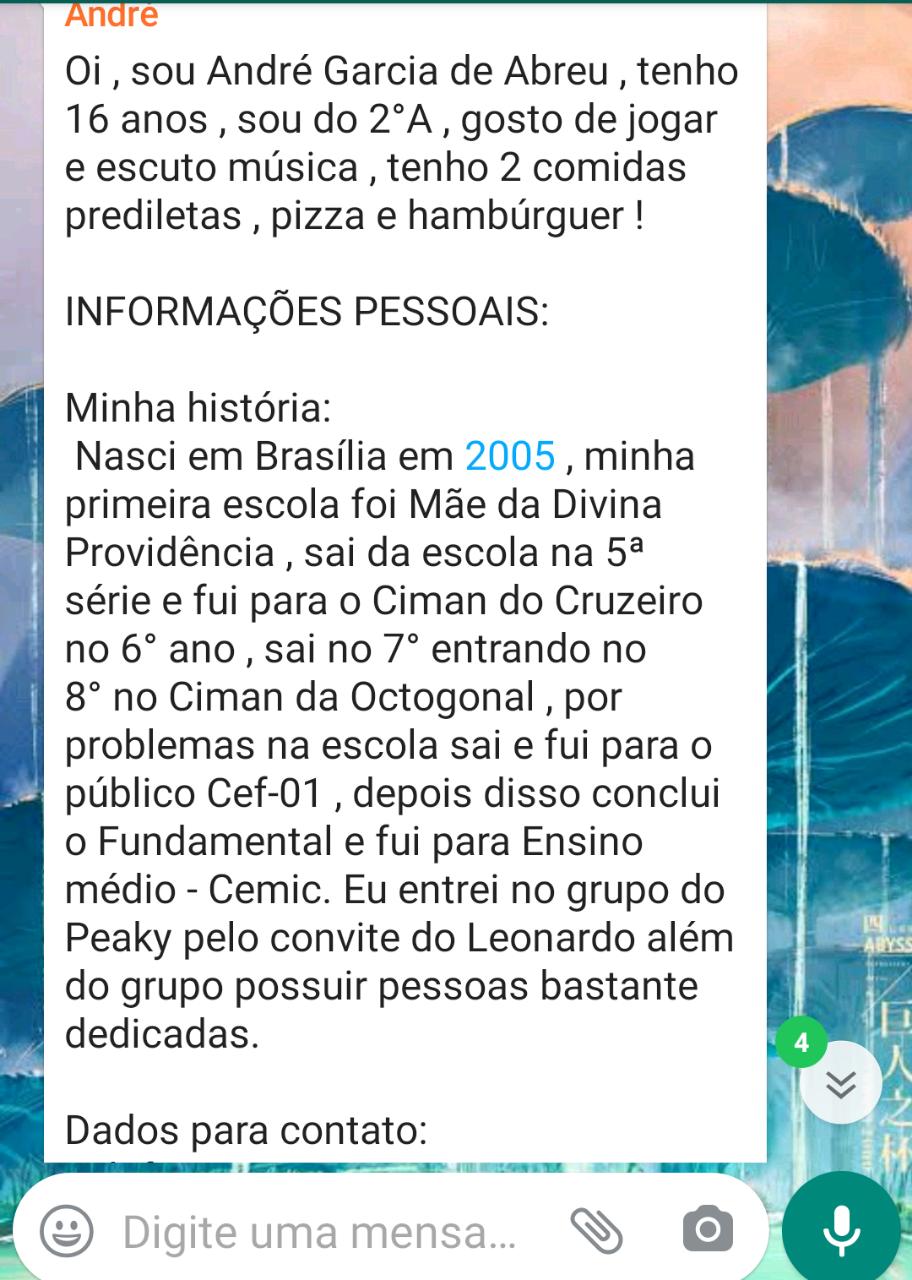 André
Oi , sou André Garcia de Abreu , tenho
16 anos , sou do 2°A , gosto de jogar
e escuto música , tenho 2 comidas
prediletas , pizza e hambúrguer !
INFORMAÇÕES PESSOAIS:
Minha história:
Nasci em Brasília em 2005 , minha
primeira escola foi Mãe da Divina
Providência , sai da escola na 5ª
série e fui para o Ciman do Cruzeiro
no 6° ano , sai no 7° entrando no
8° no Ciman da Octogonal , por
problemas na escola sai e fui para o
público Cef-01 , depois disso conclui
o Fundamental e fui para Ensino
médio - Cemic. Eu entrei no grupo do
Peaky pelo convite do Leonardo além
do grupo possuir pessoas bastante
dedicadas.
四
ABYSS
巨
人
之
杯
4
Dados para contato:
Digite uma mensa...